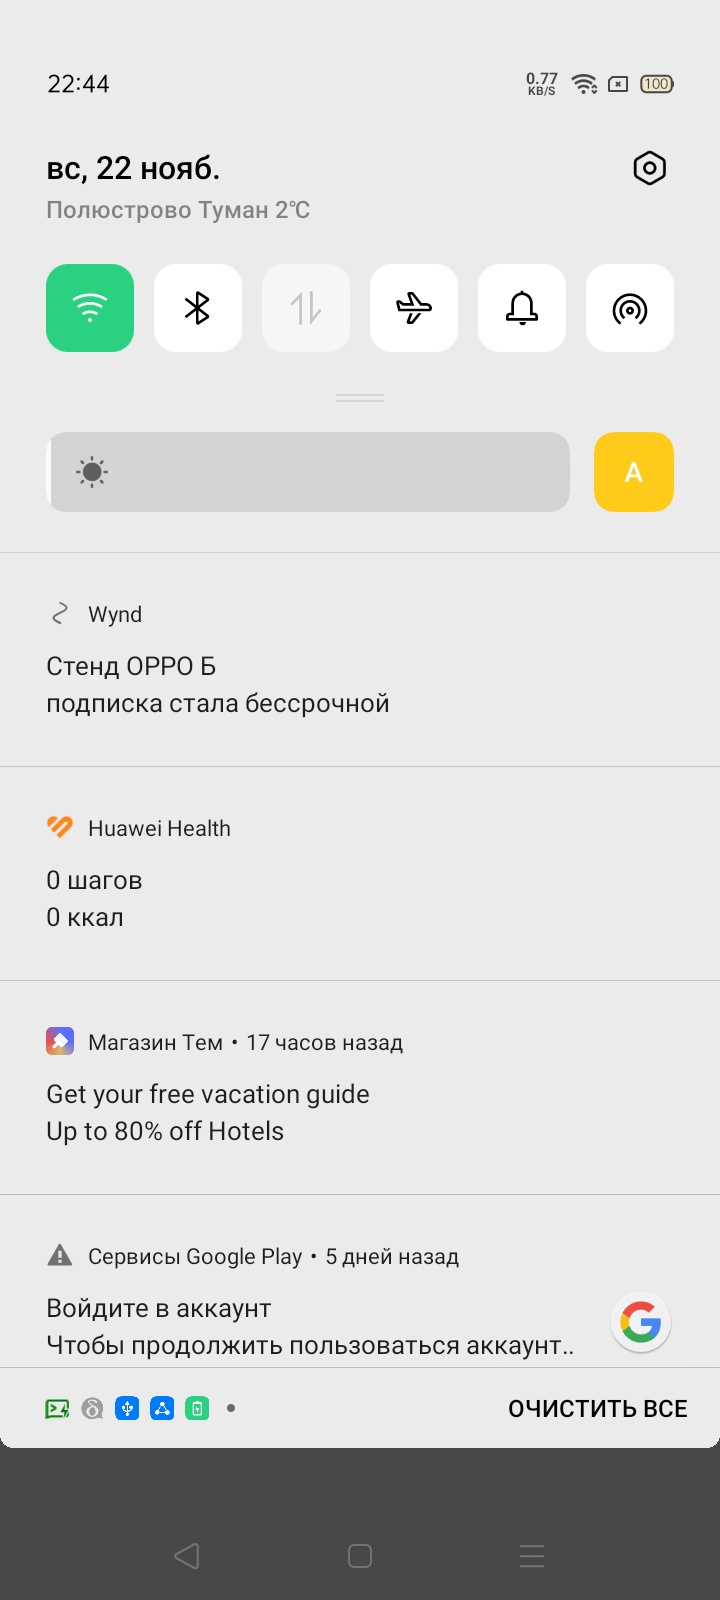 22:44
0.77
KB/S
100
вс, 22 нояб.
Полюстрово Туман 2°C
A
Wynd
Стенд OPPO Б
подписка стала бессрочной
Huawei Health
0 шагов
0 ккал
Магазин Тем • 17 часов назад
Get your free vacation guide
Up to 80% off Hotels
Сервисы Google Play • 5 дней назад
Войдите в аккаунт
Чтобы продолжить пользоваться аккаунт..
ОЧИСТИТЬ ВСЕ